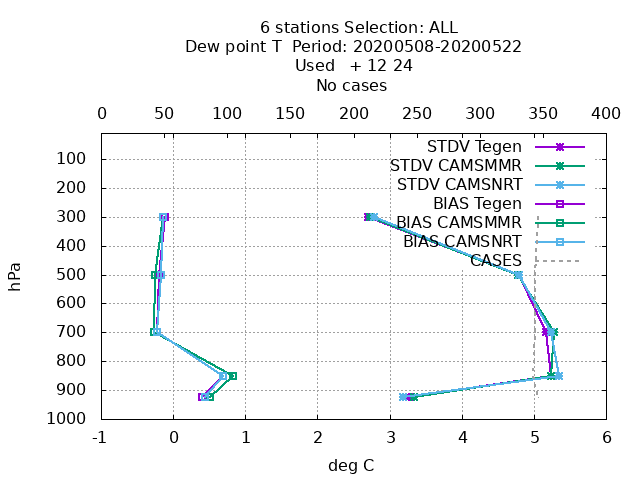 6 stations Selection: ALL
Dew point T  Period: 20200508-20200522
Used   + 12 24
No cases
0 50 100 150 200 250 300 350 400
STDV Tegen
STDV CAMSMMR
STDV CAMSNRT
BIAS Tegen
BIAS CAMSMMR
BIAS CAMSNRT
CASES
100
200
300
400
500
600
700
800
900
1000
hPa
-1 0 1 2 3 4 5 6
deg C